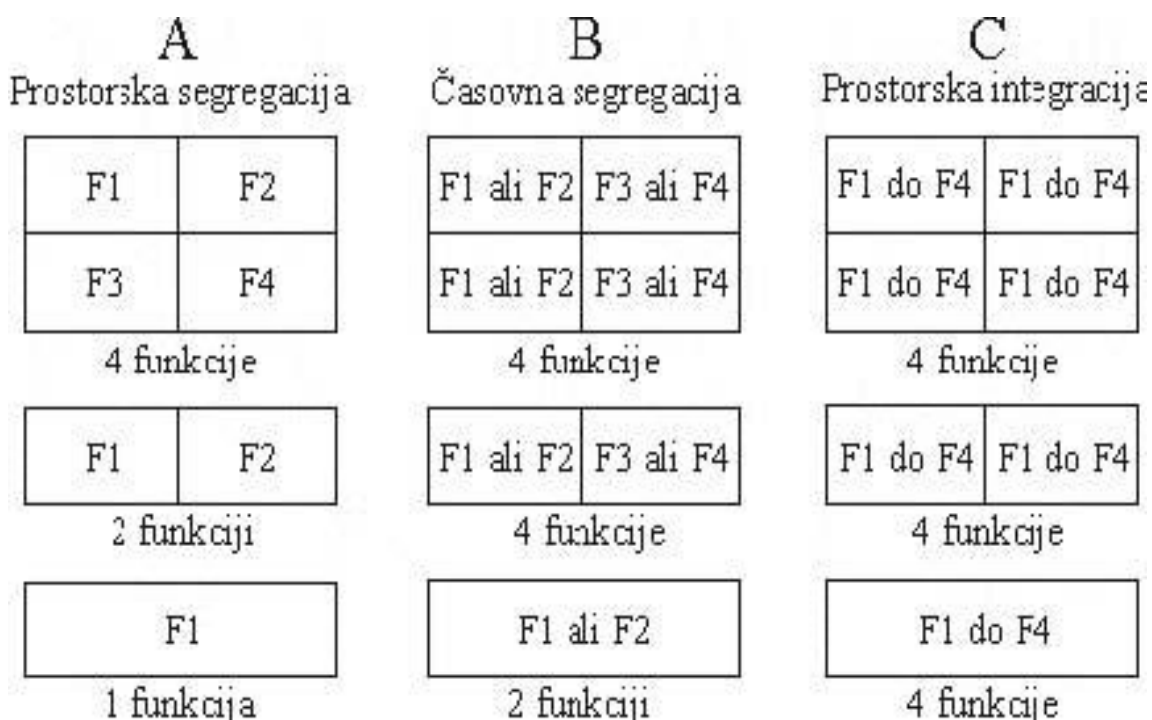 A
Prostorska segregacija
F1 F2
F3 F4
4 funkcije
F1 F2
2 funkciji
F1
1 funkcija
B
Časovna segregacija
F1 ali F2 F3 ali F4
F1 ali F2 F3 ali F4
4 funkcije
F1 ali F2 F3 ali F4
4 funkcije
F1 ali F2
2 funkciji
C
Prostorska integracija
F1 do F4 F1 do F4
F1 do F4 F1 do F4
4 funkcije
F1 do F4 F1 do F4
4 funkcije
F1 do F4
4 funkcije